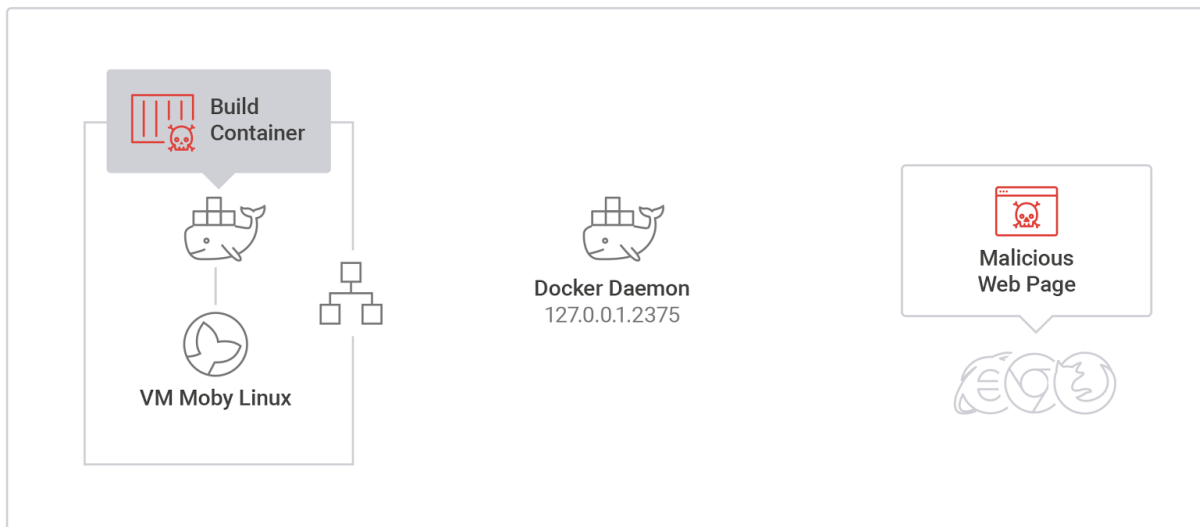 Build
Container
VM Moby Linux
Docker Daemon
127.0.0.1.2375
Malicious
Web Page